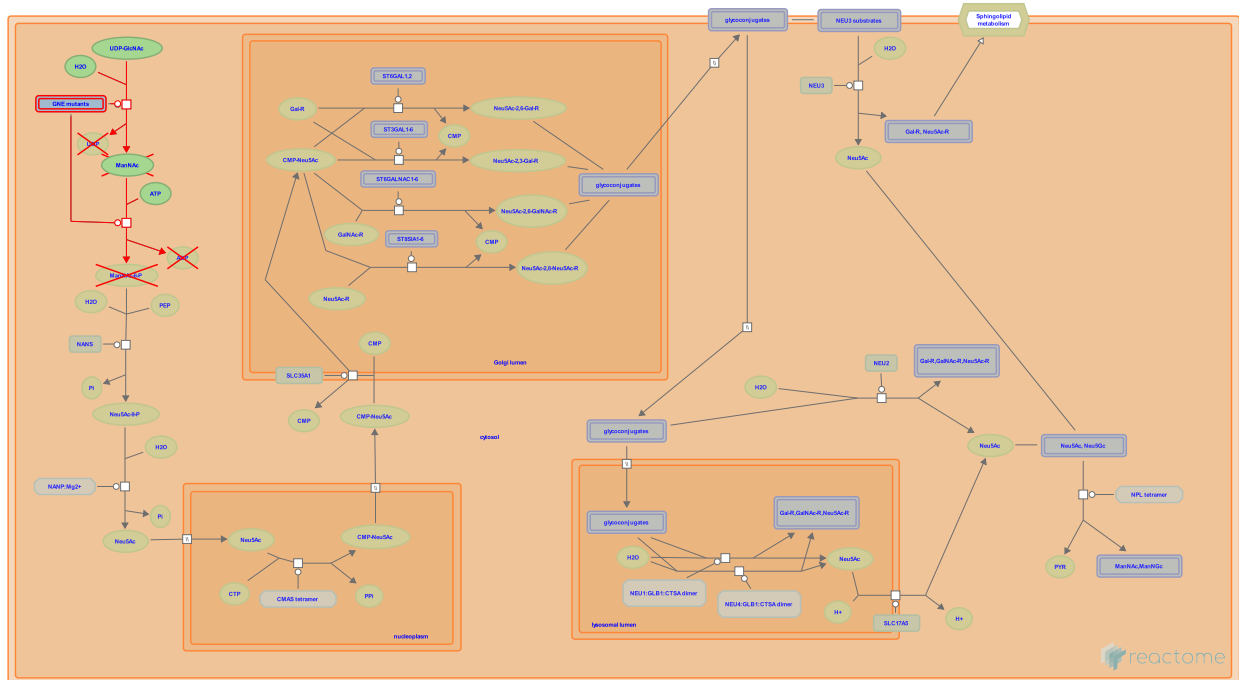 glycoconjugates
NEU3 substrates
Sphingolipid
metabolism
UDP-GlcNAc
H2O
GNE mutants
UDP
ManNAc
ATP
ADP
ManNAc-6-P
H2O
PEP
NANS
Pi
Neu5Ac-9-P
H2O
NANP:Mg2+
Pi
Neu5Ac
ST6GAL1,2
Gal-R
Neu5Ac-2,6-Gal-R
ST3GAL1-6
CMP
CMP-Neu5Ac
Neu5Ac-2,3-Gal-R
ST6GALNAC1-6
glycoconjugates
Neu5Ac-2,6-GalNAc-R
GalNAc-R
ST8SIA1-6
CMP
Neu5Ac-2,8-Neu5Ac-R
Neu5Ac-R
CMP
Golgi lumen
SLC35A1
CMP
CMP-Neu5Ac
cytosol
H2O
NEU3
Gal-R, Neu5Ac-R
Neu5Ac
NEU2
Gal-R,GalNAc-R,Neu5Ac-R
H2O
glycoconjugates
Neu5Ac
Neu5Ac, Neu5Gc
NPL tetramer
PYR
ManNAc,ManNGc
Neu5Ac
CMP-Neu5Ac
CTP
CMAS tetramer
PPi
nucleoplasm
glycoconjugates
Gal-R,GalNAc-R,Neu5Ac-R
H2O
Neu5Ac
NEU1:GLB1:CTSA dimer
NEU4:GLB1:CTSA dimer
H+
SLC17A5
H+
lysosomal lumen
reactome